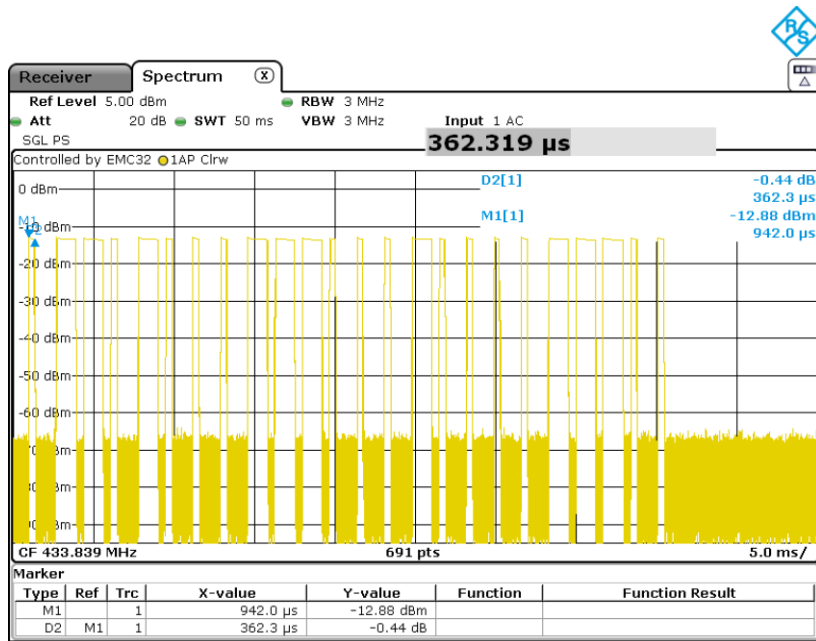 R S
Receiver Spectrum X
Ref Level 5.00 dBm RBW 3 MHz
Att 20 dB SWT 50 ms VBW 3 MHz Input 1 AC
SGL PS
362.319 µs
Controlled by EMC32 1AP Clrw
D2[1] -0.44 dB
362.3 µs
M1[1] -12.88 dBm
942.0 µs
0 dBm
M1
-10 dBm
-20 dBm
-30 dBm
-40 dBm
-50 dBm
-60 dBm
CF 433.839 MHz 691 pts 5.0 ms/
Marker
Type Ref Trc X-value Y-value Function Function Result
M1 1 942.0 µs -12.88 dBm
D2 M1 1 362.3 µs -0.44 dB